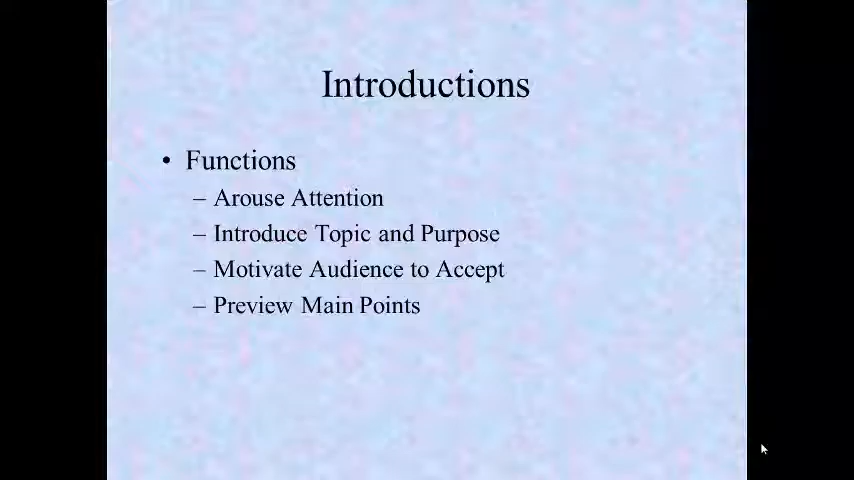 Introductions
• Functions
– Arouse Attention
– Introduce Topic and Purpose
– Motivate Audience to Accept
– Preview Main Points